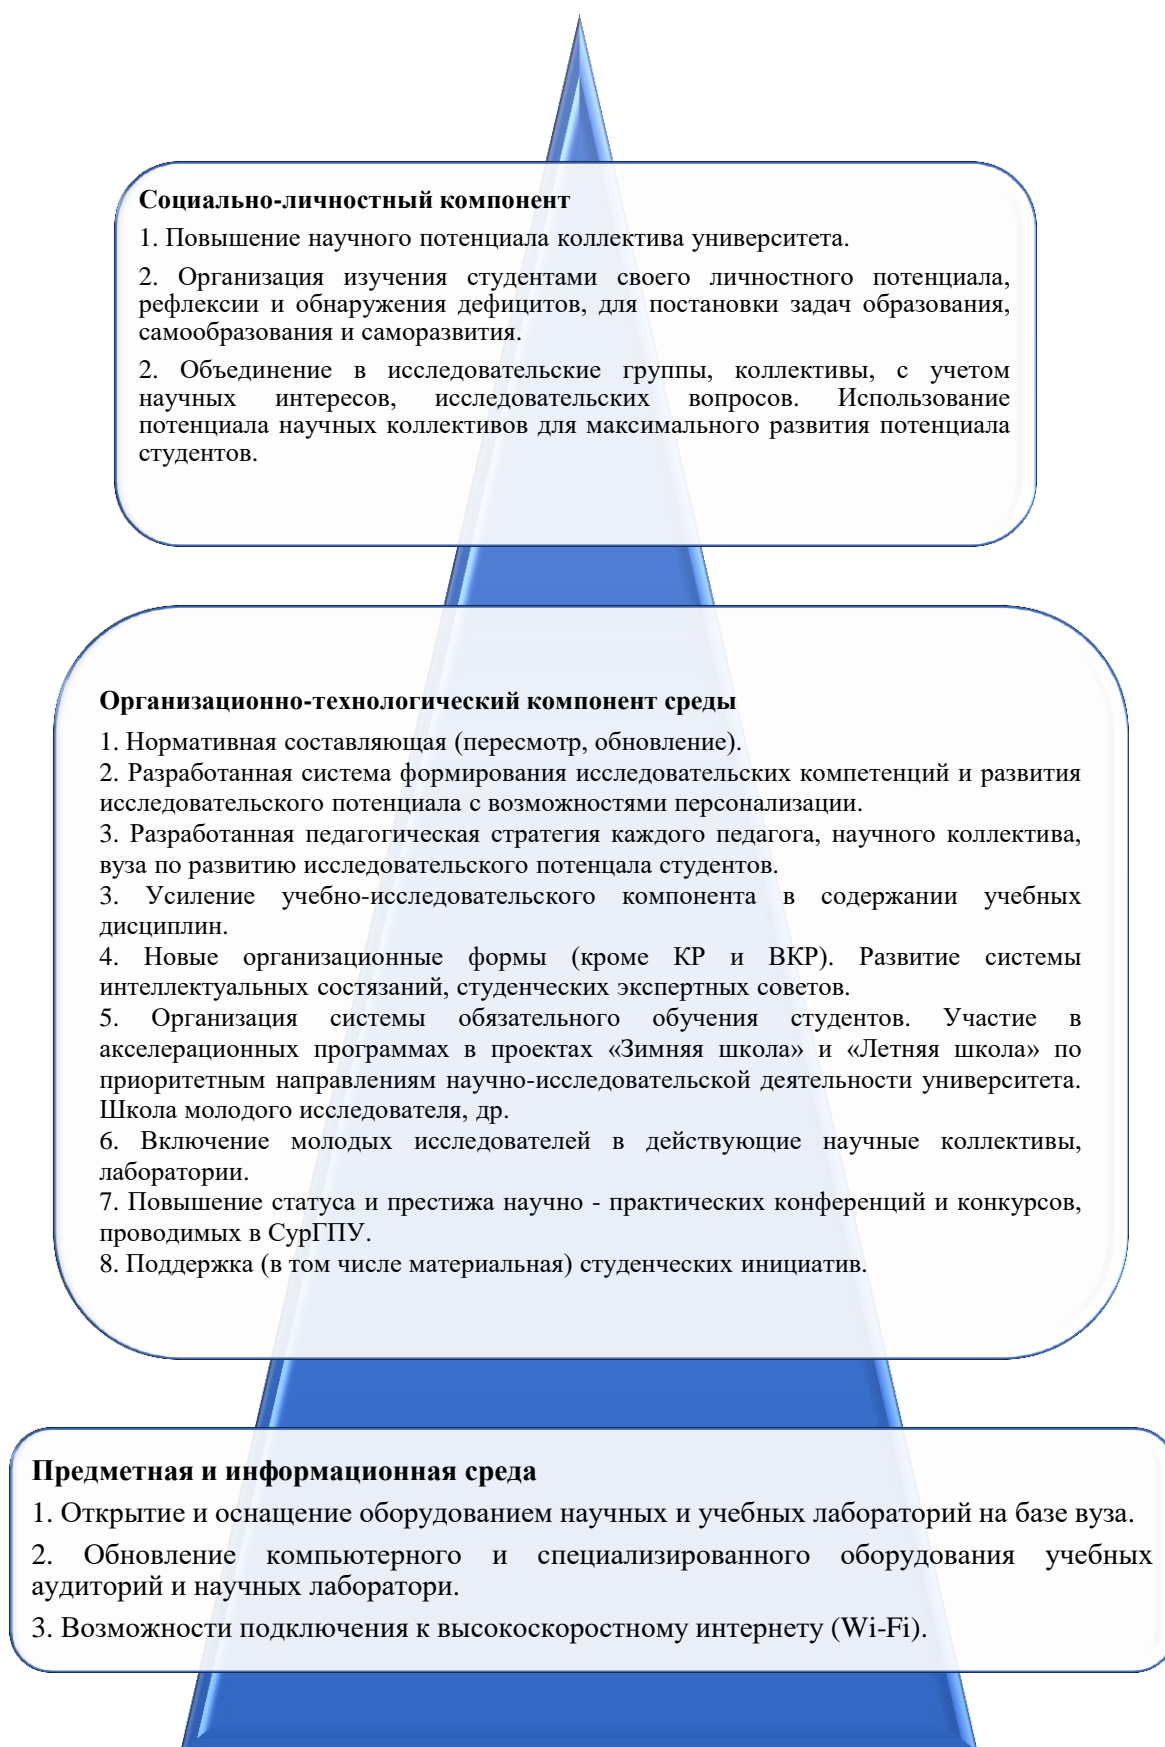 Социально-личностный компонент
1. Повышение научного потенциала коллектива университета.
2. Организация изучения студентами своего личностного потенциала,
рефлексии и обнаружения дефицитов, для постановки задач образования,
самообразования и саморазвития.
2. Объединение в исследовательские группы, коллективы, с учетом
научных интересов, исследовательских вопросов. Использование
потенциала научных коллективов для максимального развития потенциала
студентов.
Организационно-технологический компонент среды
1. Нормативная составляющая (пересмотр, обновление).
2. Разработанная система формирования исследовательских компетенций и развития
исследовательского потенциала с возможностями персонализации.
3. Разработанная педагогическая стратегия каждого педагога, научного коллектива,
вуза по развитию исследовательского потенцала студентов.
3. Усиление учебно-исследовательского компонента в содержании учебных
дисциплин.
4. Новые организационные формы (кроме КР и ВКР). Развитие системы
интеллектуальных состязаний, студенческих экспертных советов.
5. Организация системы обязательного обучения студентов. Участие в
акселерационных программах в проектах «Зимняя школа» и «Летняя школа» по
приоритетным направлениям научно-исследовательской деятельности университета.
Школа молодого исследователя, др.
6. Включение молодых исследователей в действующие научные коллективы,
лаборатории.
7. Повышение статуса и престижа научно - практических конференций и конкурсов,
проводимых в СурГПУ.
8. Поддержка (в том числе материальная) студенческих инициатив.
Предметная и информационная среда
1. Открытие и оснащение оборудованием научных и учебных лабораторий на базе вуза.
2. Обновление компьютерного и специализированного оборудования учебных
аудиторий и научных лаборатори.
3. Возможности подключения к высокоскоростному интернету (Wi-Fi).